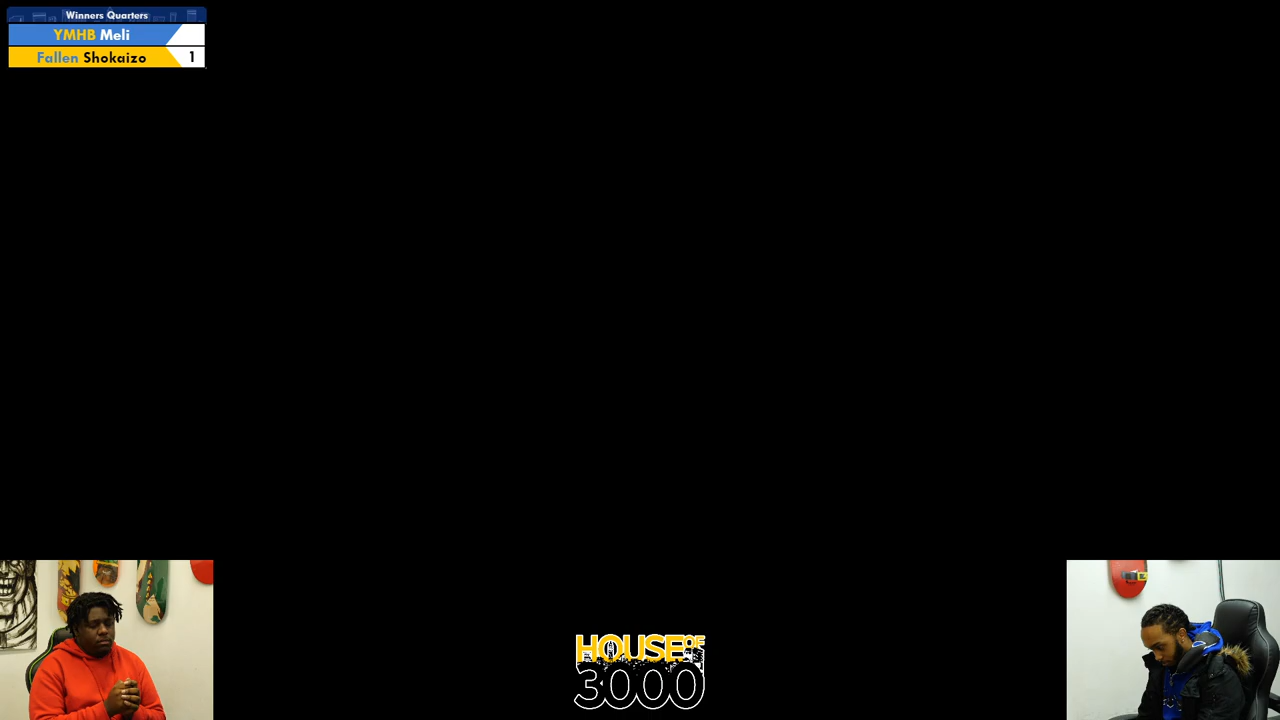 Winners Quarters
YMHB Meli
Fallen Shokaizo 1
HOUSE OF
3000